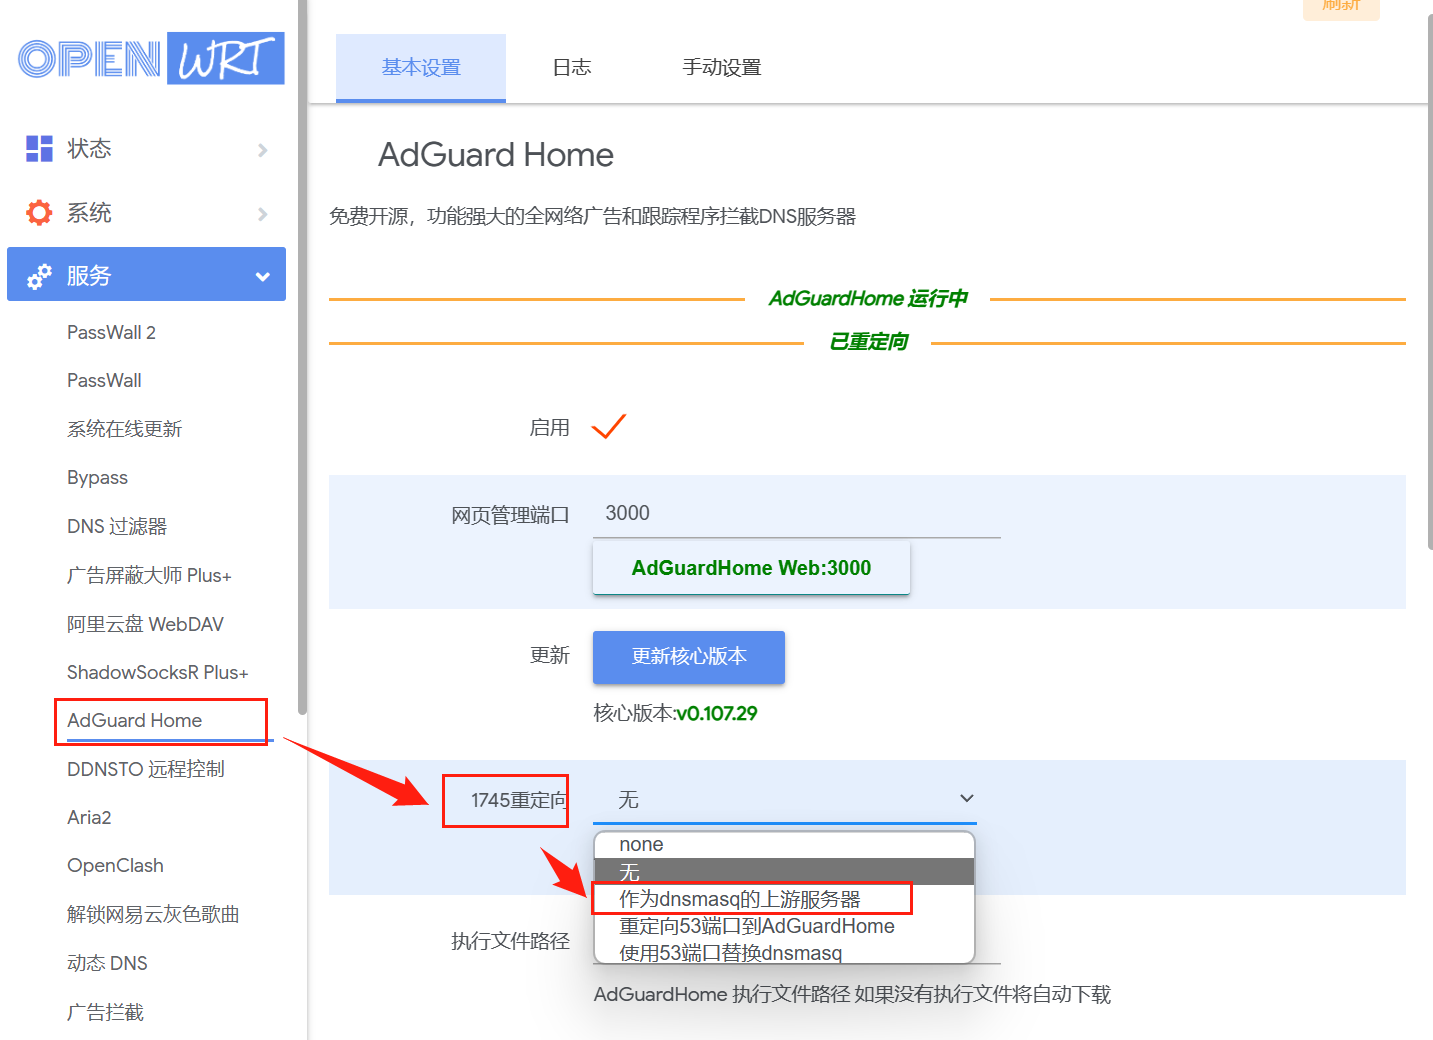 刷新
OPENWRT
基本设置
日志
手动设置
状态
系统
服务
PassWall 2
PassWall
系统在线更新
Bypass
DNS 过滤器
广告屏蔽大师 Plus+
阿里云盘 WebDAV
ShadowSocksR Plus+
AdGuard Home
DDNSTO 远程控制
Aria2
OpenClash
解锁网易云灰色歌曲
动态 DNS
广告拦截
AdGuard Home
免费开源，功能强大的全网络广告和跟踪程序拦截DNS服务器
AdGuardHome 运行中
已重定向
启用
网页管理端口
3000
AdGuardHome Web:3000
更新
更新核心版本
核心版本:v0.107.29
1745重定向
无
none
无
作为dnsmasq的上游服务器
重定向53端口到AdGuardHome
使用53端口替换dnsmasq
执行文件路径
AdGuardHome 执行文件路径 如果没有执行文件将自动下载